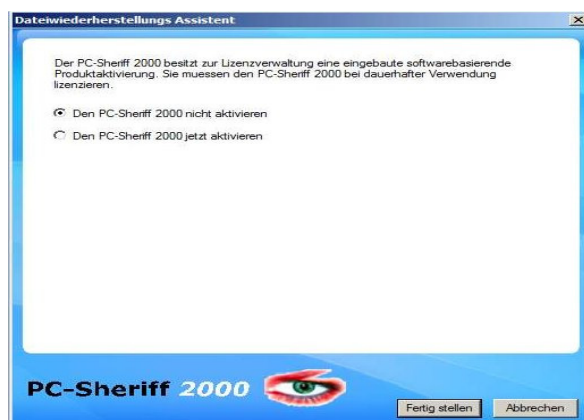 Dateiwiederherstellungs Assistent
Der PC-Sheriff 2000 besitzt zur Lizenzverwaltung eine eingebaute softwarebasierende
Produktaktivierung. Sie muessen den PC-Sheriff 2000 bei dauerhafter Verwendung
lizenzieren.
Den PC-Sheriff 2000 nicht aktivieren
Den PC-Sheriff 2000 jetzt aktivieren
PC-Sheriff 2000
Fertig stellen
Abbrechen